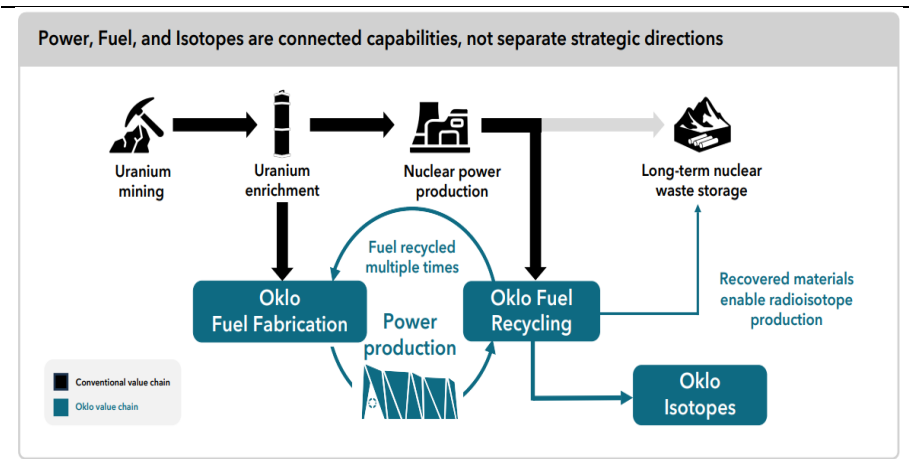 Power, Fuel, and Isotopes are connected capabilities, not separate strategic directions
Uranium
mining
Uranium
enrichment
Nuclear power
production
Long-term nuclear
waste storage
Fuel recycled
multiple times
Oklo
Fuel Fabrication
Power
production
Oklo Fuel
Recycling
Recovered materials
enable radioisotope
production
Oklo
Isotopes
Conventional value chain
Oklo value chain